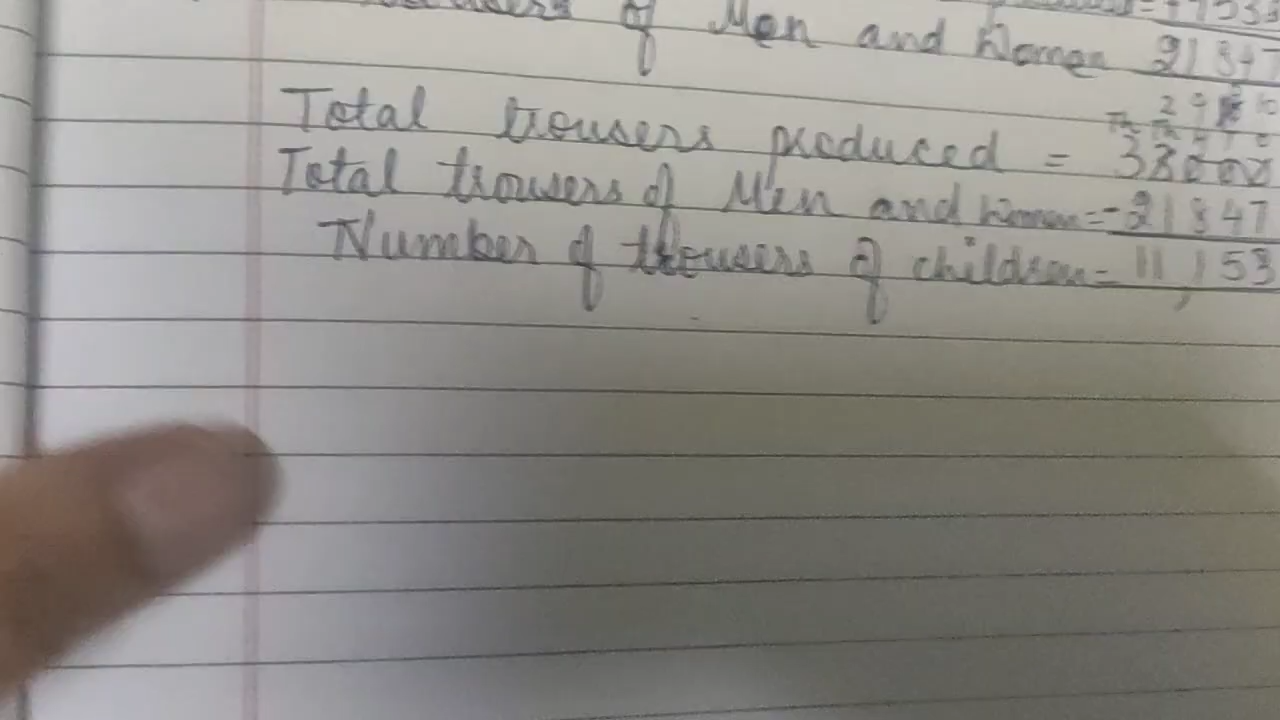 of Men and Women 21847
Total trousers produced =
Total trousers of Men and Women = -21847
Number of trousers of children = 11,153